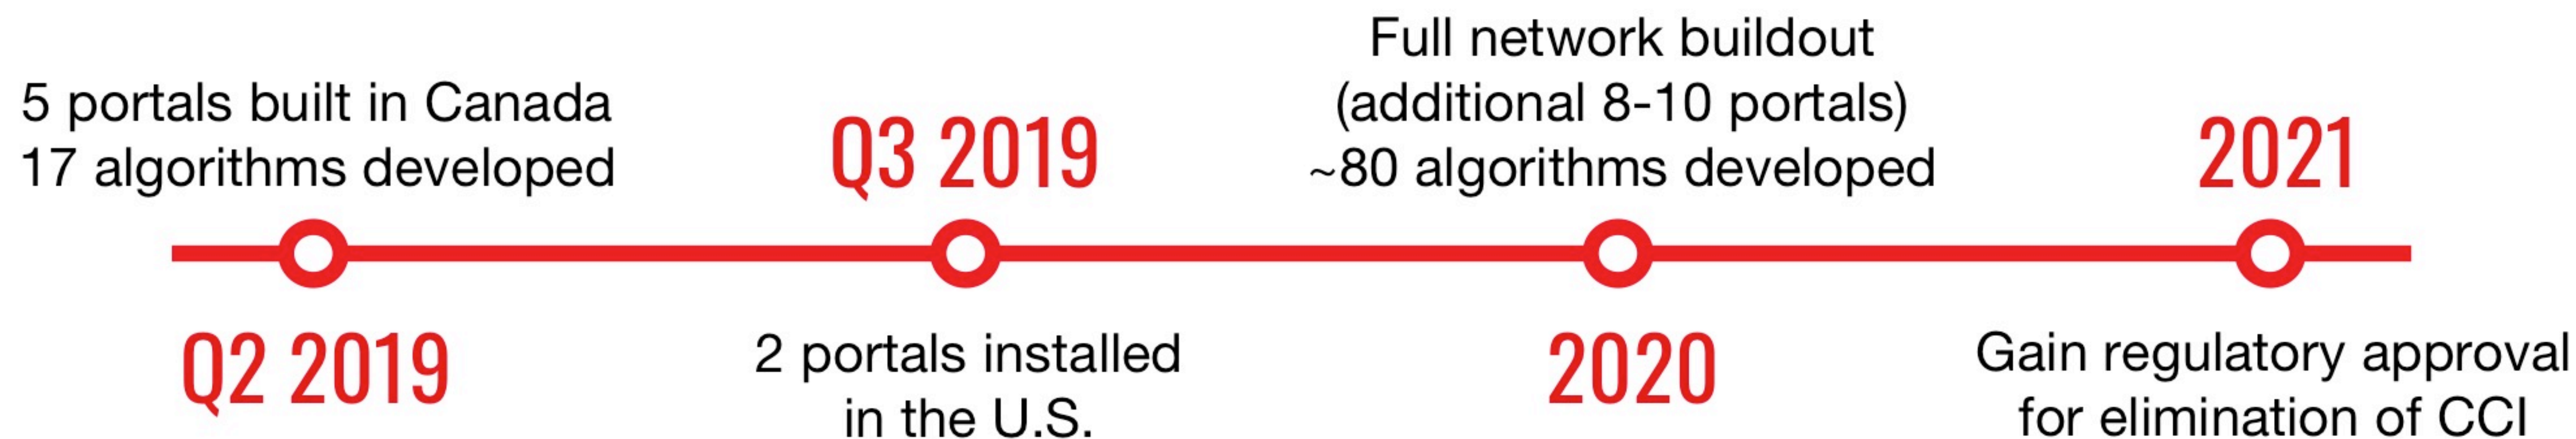 5 portals built in Canada
17 algorithms developed
Q2 2019
Q3 2019
2 portals installed
in the U.S.
Full network buildout
(additional 8-10 portals)
~80 algorithms developed
2020
2021
Gain regulatory approval
for elimination of CCI